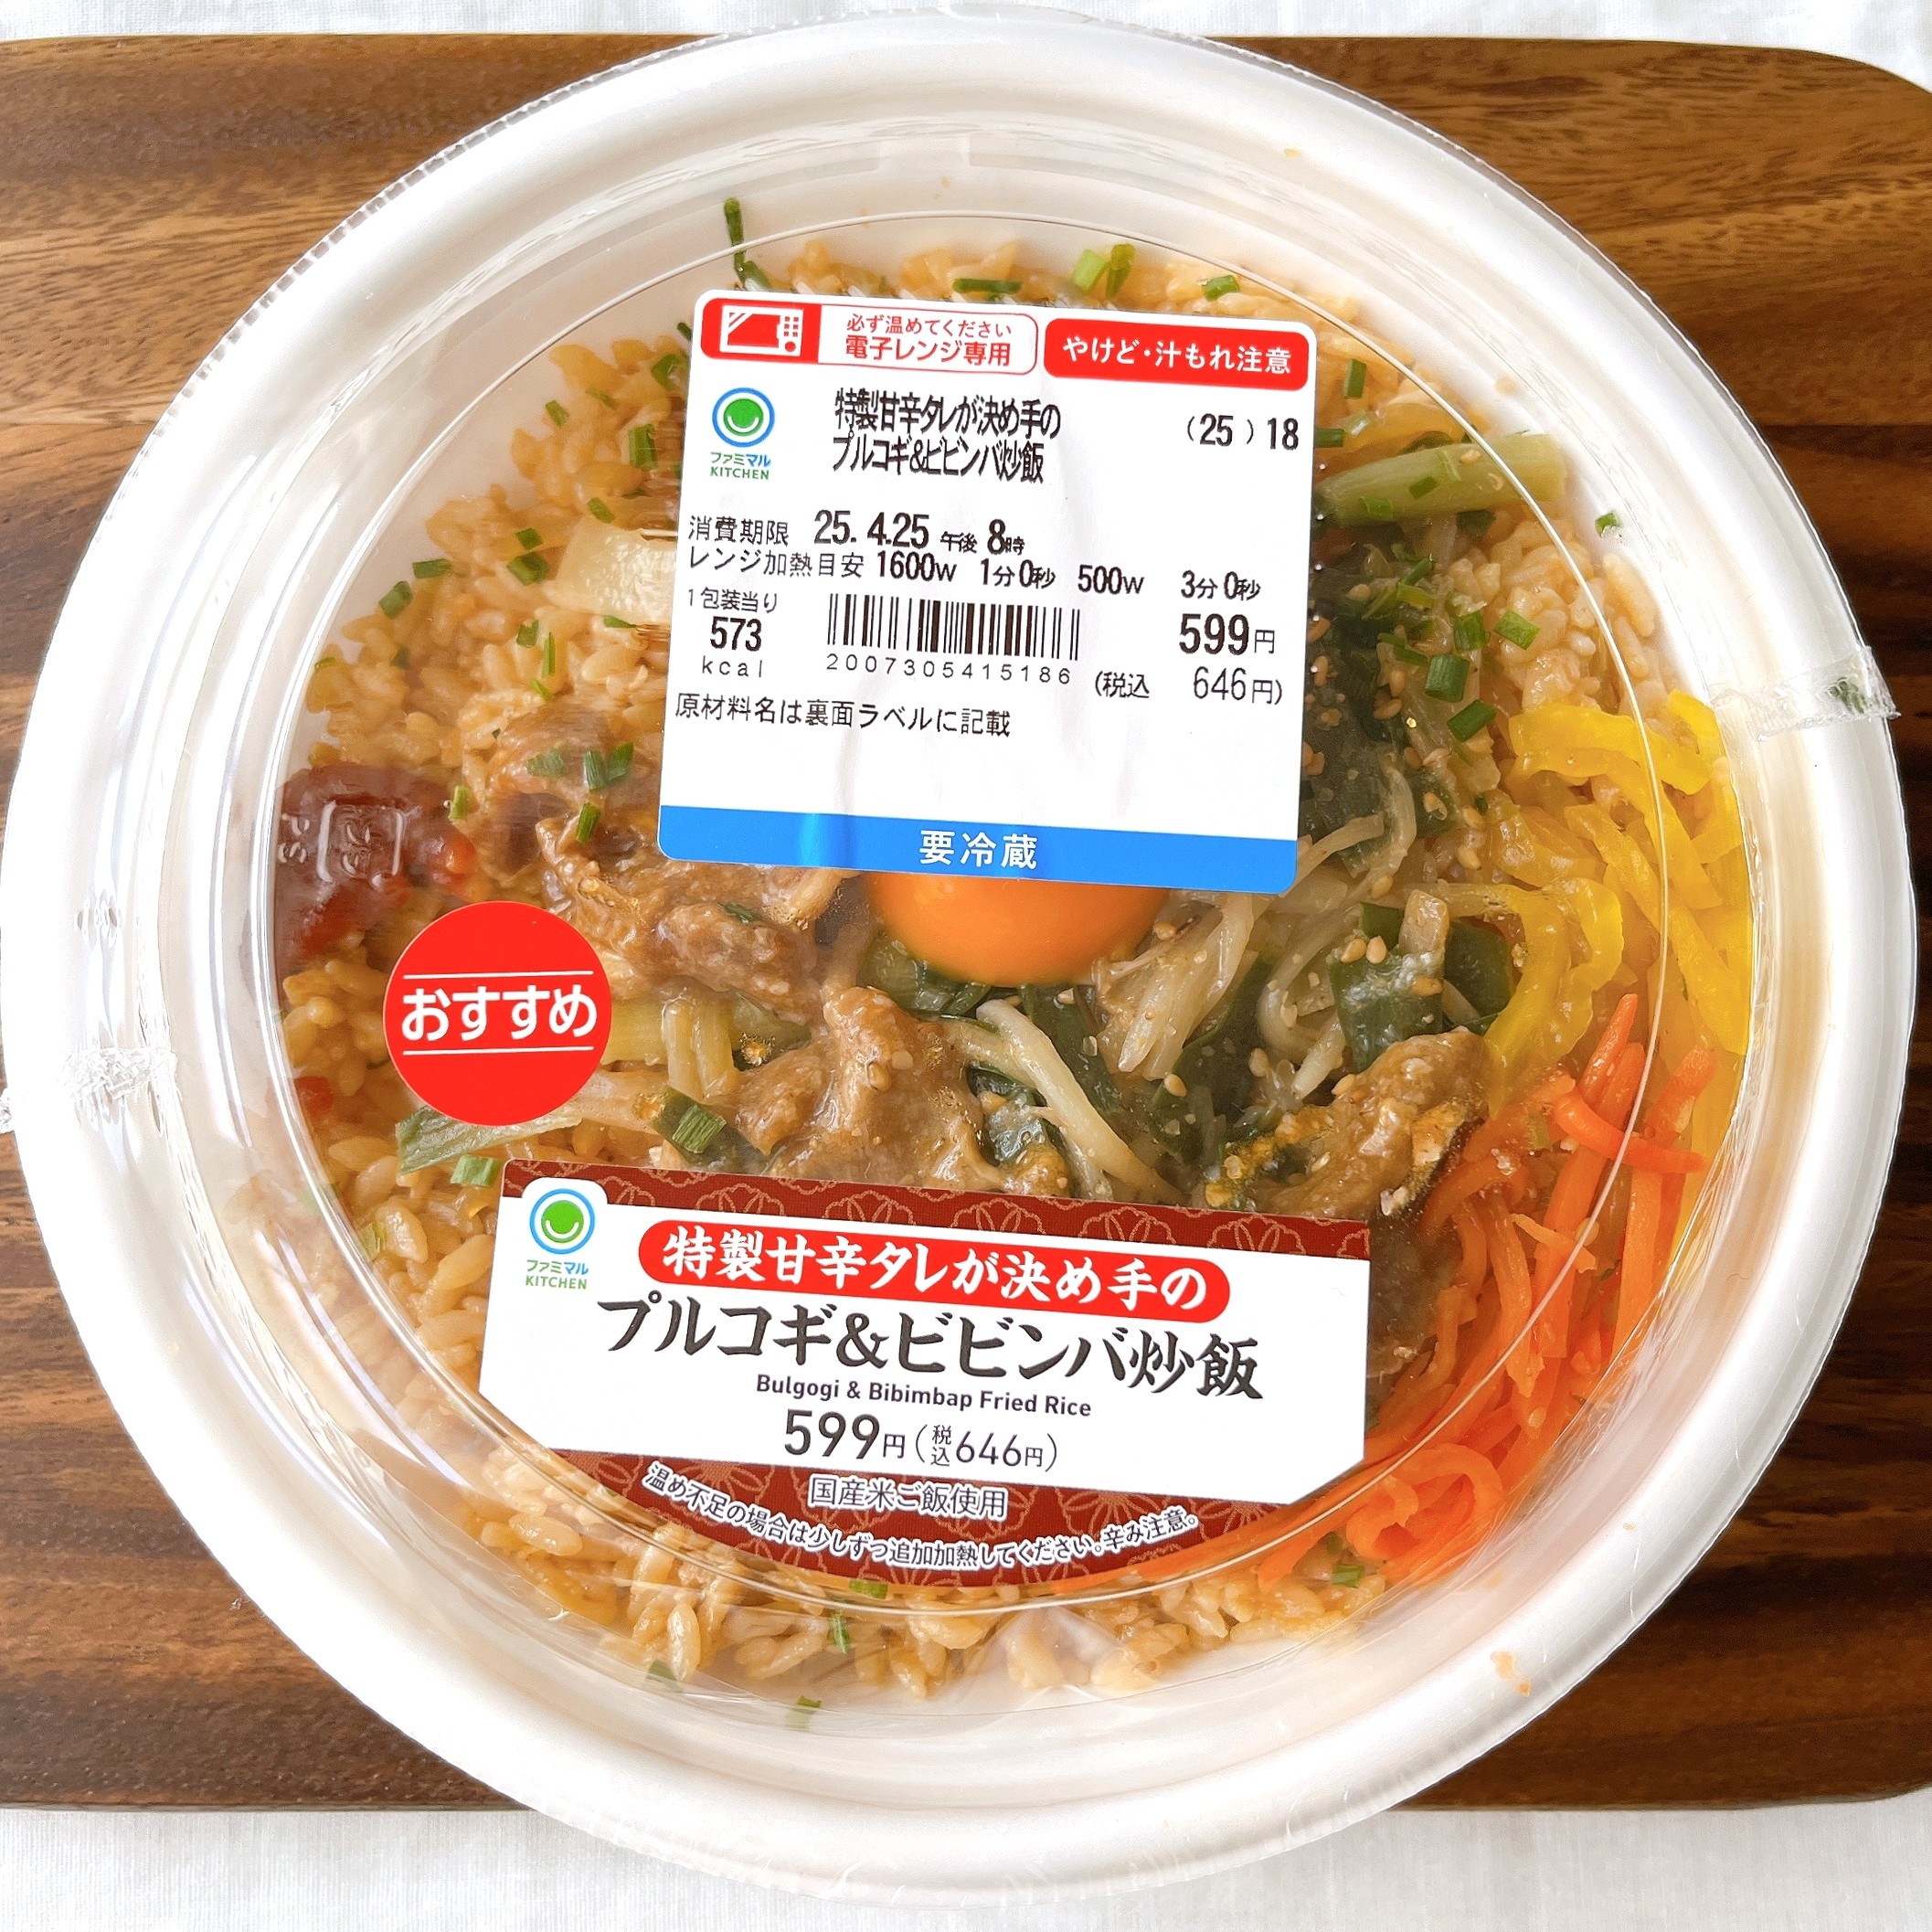 必ず温めてください
電子レンジ専用
やけど・汁もれ注意
ファミマル
KITCHEN
特製甘辛タレが決め手の
プルコギ&ビビンバ炒飯
(25)18
消費期限 25. 4.25 午後 8時
レンジ加熱目安 1600W 1分0秒 500W 3分0秒
1包装当り
573
kcal
2007305415186
599円
(税込 646円)
原材料名は裏面ラベルに記載
要冷蔵
おすすめ
ファミマル
KITCHEN
特製甘辛タレが決め手の
プルコギ&ビビンバ炒飯
Bulgogi & Bibimbap Fried Rice
599円(税込646円)
国産米ご飯使用
温め不足の場合は少しずつ追加加熱してください。辛み注意。